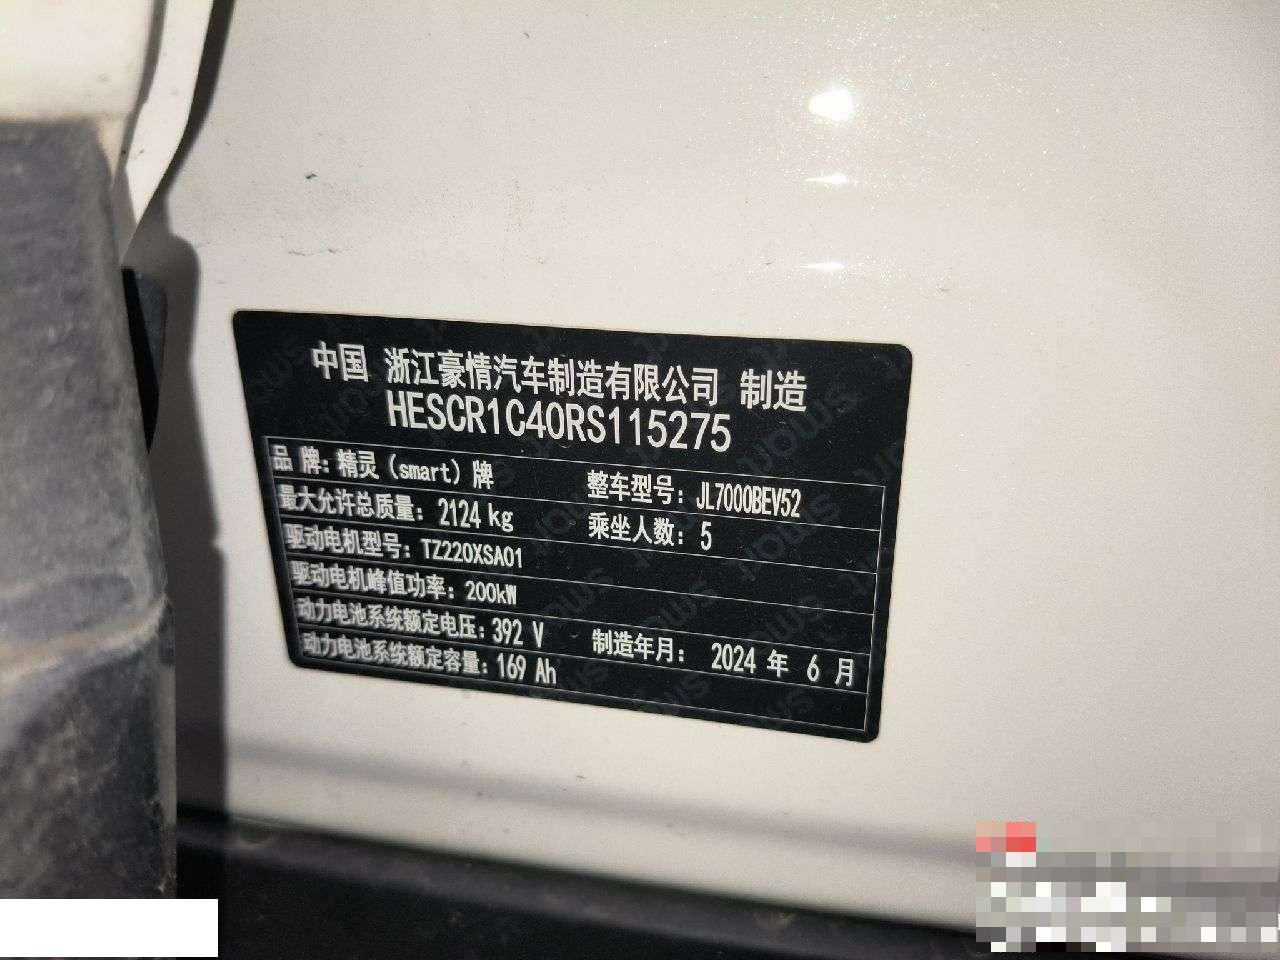 中国 浙江豪情汽车制造有限公司 制造
HESCR1C40RS115275
品 牌：精灵（smart）牌 整车型号：JL7000BEV52
最大允许总质量：2124 kg 乘坐人数：5
驱动电机型号：TZ220XSA01
驱动电机峰值功率：200kW
动力电池系统额定电压：392 V 制造年月：2024 年 6 月
动力电池系统额定容量：169 Ah